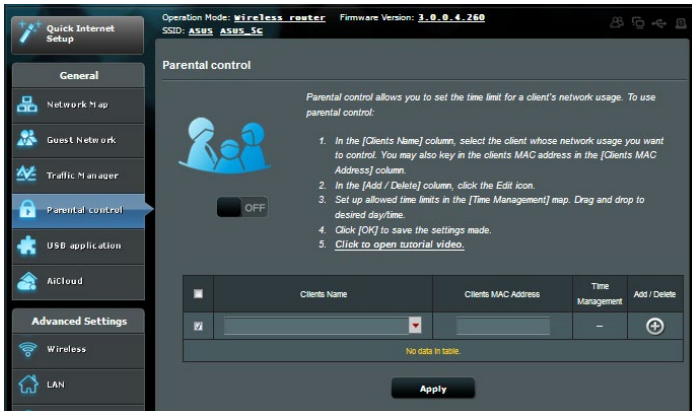 Quick Internet
Setup
Operation Mode: Wireless router Firmware Version: 3.0.0.4.260
SSID: ASUS ASUS_5G
General
Network Map
Guest Network
Traffic Manager
Parental control
USB application
AiCloud
Advanced Settings
Wireless
LAN
Parental control
Parental control allows you to set the time limit for a client's network usage. To use
parental control:
1. In the [Clients Name] column, select the client whose network usage you want
to control. You may also key in the clients MAC address in the [Clients MAC
Address] column.
2. In the [Add / Delete] column, click the Edit icon.
3. Set up allowed time limits in the [Time Management] map. Drag and drop to
desired day/time.
4. Click [OK] to save the settings made.
5. Click to open tutorial video.
OFF
Clients Name Clients MAC Address Time Management Add / Delete
–
No data in table.
Apply